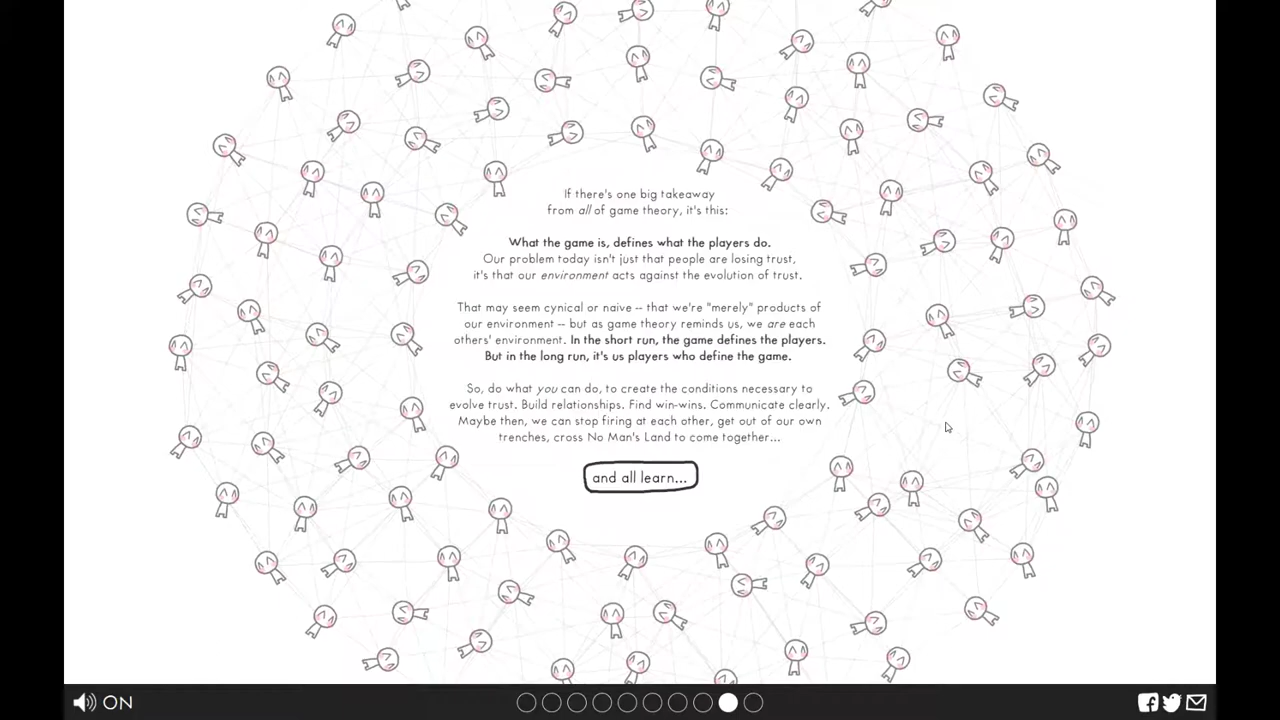 If there's one big takeaway
from all of game theory, it's this:
What the game is, defines what the players do.
Our problem today isn't just that people are losing trust,
it's that our environment acts against the evolution of trust.
That may seem cynical or naive -- that we're "merely" products of
our environment -- but as game theory reminds us, we are each
others' environment. In the short run, the game defines the players.
But in the long run, it's us players who define the game.
So, do what you can do, to create the conditions necessary to
evolve trust. Build relationships. Find win-wins. Communicate clearly.
Maybe then, we can stop firing at each other, get out of our own
trenches, cross No Man's Land to come together...
and all learn...
ON